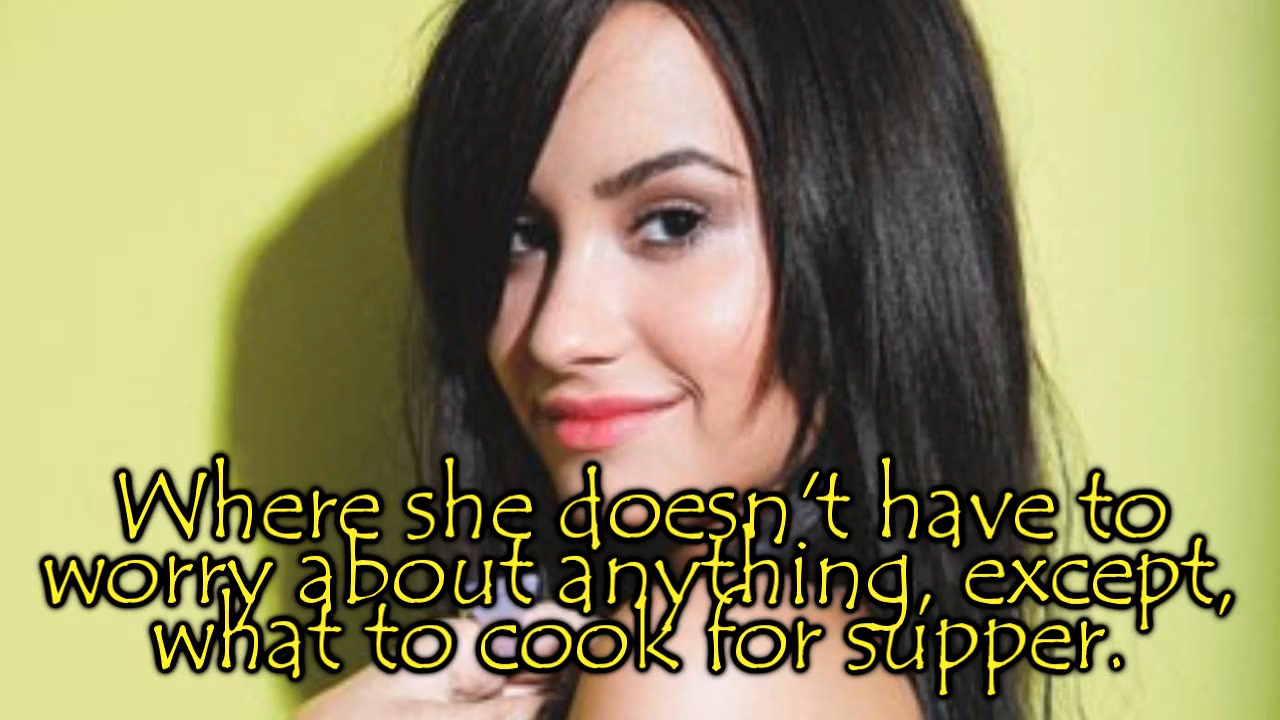 Where she doesn't have to
worry about anything, except,
what to cook for supper.